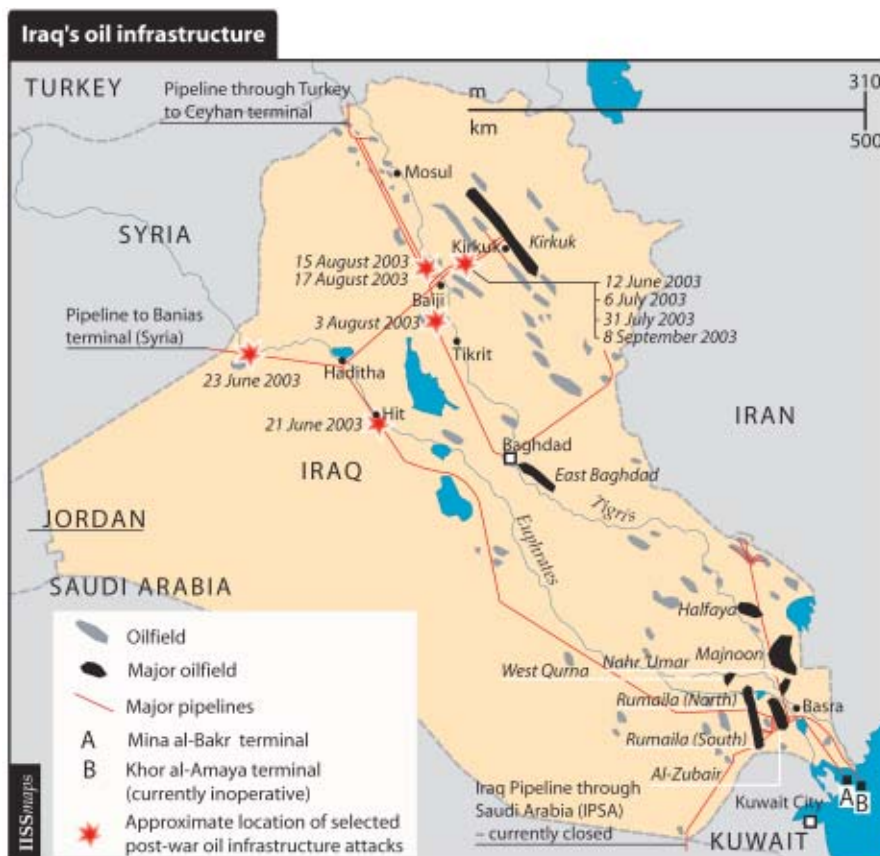 Iraq's oil infrastructure
TURKEY
Pipeline through Turkey
to Ceyhan terminal
m
310
km
500
Mosul
SYRIA
Kirkuk
Kirkuk
15 August 2003
17 August 2003
12 June 2003
6 July 2003
31 July 2003
8 September 2003
Baiji
3 August 2003
Pipeline to Banias
terminal (Syria)
Tikrit
Haditha
23 June 2003
21 June 2003
Hit
IRAN
Baghdad
IRAQ
East Baghdad
Tigris
JORDAN
Euphrates
SAUDI ARABIA
Halfaya
Oilfield
Major oilfield
Major pipelines
A Mina al-Bakr terminal
B Khor al-Amaya terminal
(currently inoperative)
Approximate location of selected
post-war oil infrastructure attacks
Majnoon
Nahr Umar
West Qurna
Rumaila (North)
Basra
Rumaila (South)
Al-Zubair
Iraq Pipeline through
Saudi Arabia (IPSA)
– currently closed
Kuwait City
A B
KUWAIT
IISSmaps